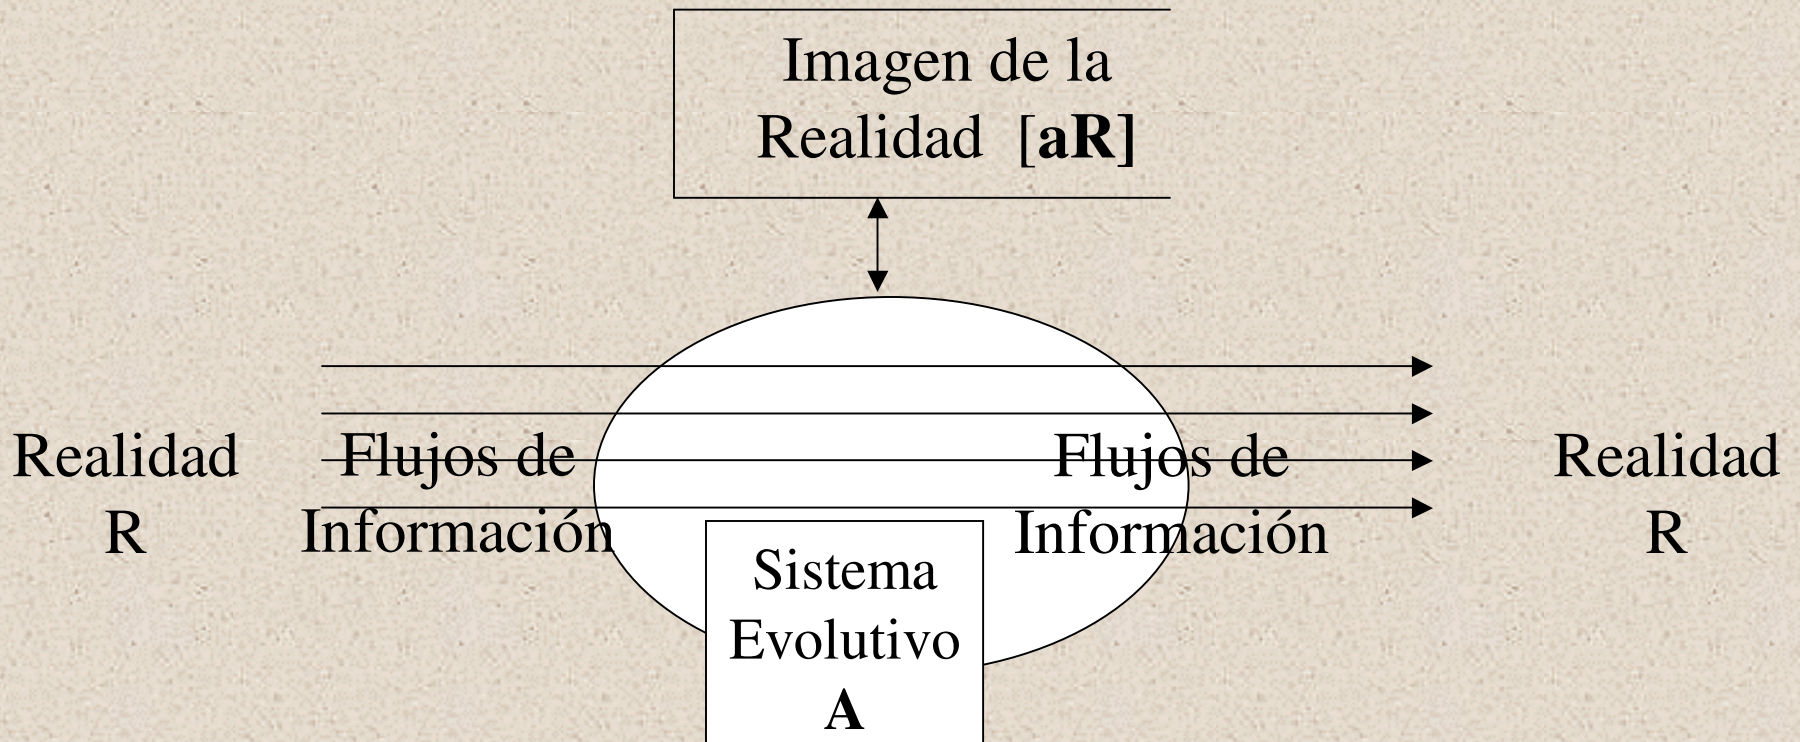 Imagen de la
Realidad [aR]
Realidad
R
Flujos de
Información
Flujos de
Información
Realidad
R
Sistema
Evolutivo
A